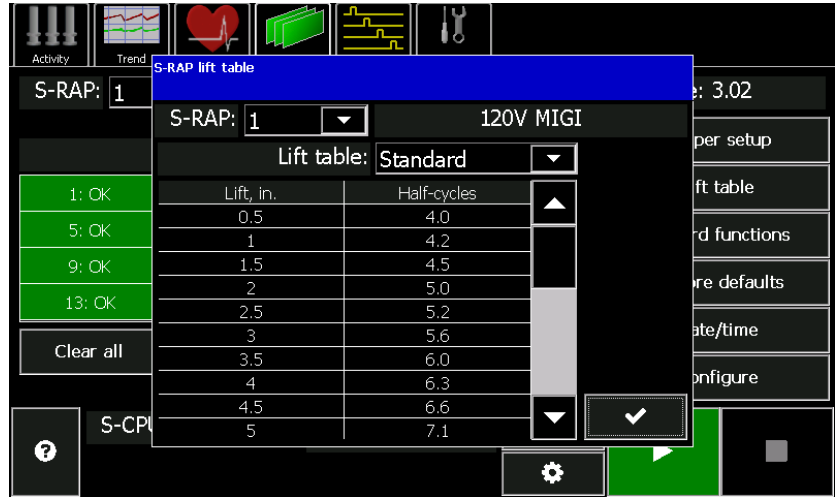 Activity
Trend
S-RAP: 1
: 3.02
S-RAP lift table
S-RAP: 1
120V MIGI
Lift table: Standard
Lift, in. Half-cycles
0.5 4.0
1 4.2
1.5 4.5
2 5.0
2.5 5.2
3 5.6
3.5 6.0
4 6.3
4.5 6.6
5 7.1
1: OK
5: OK
9: OK
13: OK
Clear all
per setup
ft table
rd functions
re defaults
ate/time
onfigure
S-CPU
?